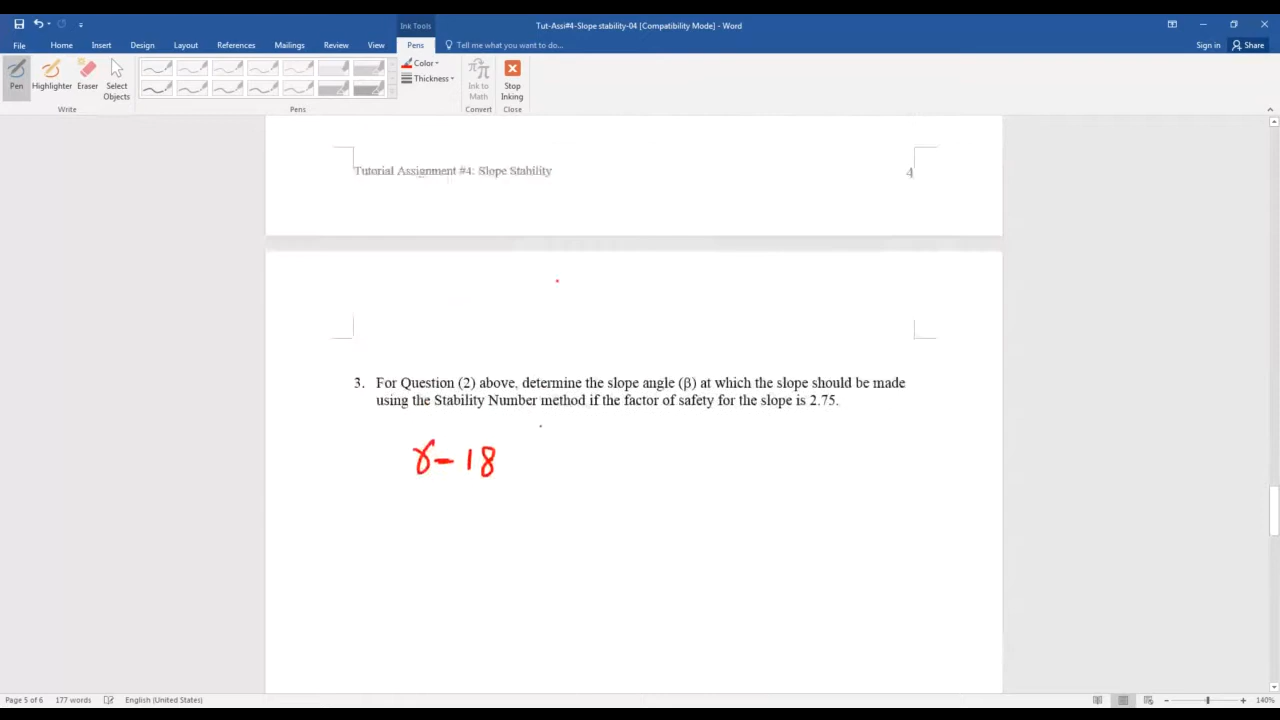 Ink Tools
Tut-Assi#4-Slope stability-04 [Compatibility Mode] - Word
File Home Insert Design Layout References Mailings Review View Pens Tell me what you want to do... Sign in Share
Pen Highlighter Eraser Select Objects Color Thickness Ink to Math Stop Inking
Write Pens Convert Close
Tutorial Assignment #4: Slope Stability 4
3. For Question (2) above, determine the slope angle (β) at which the slope should be made
using the Stability Number method if the factor of safety for the slope is 2.75.
γ- 18
Page 5 of 6 177 words English (United States) 140%